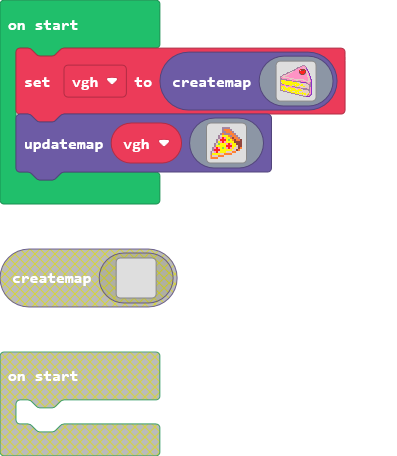 on start
set vgh to createmap
updatemap vgh
createmap
on start